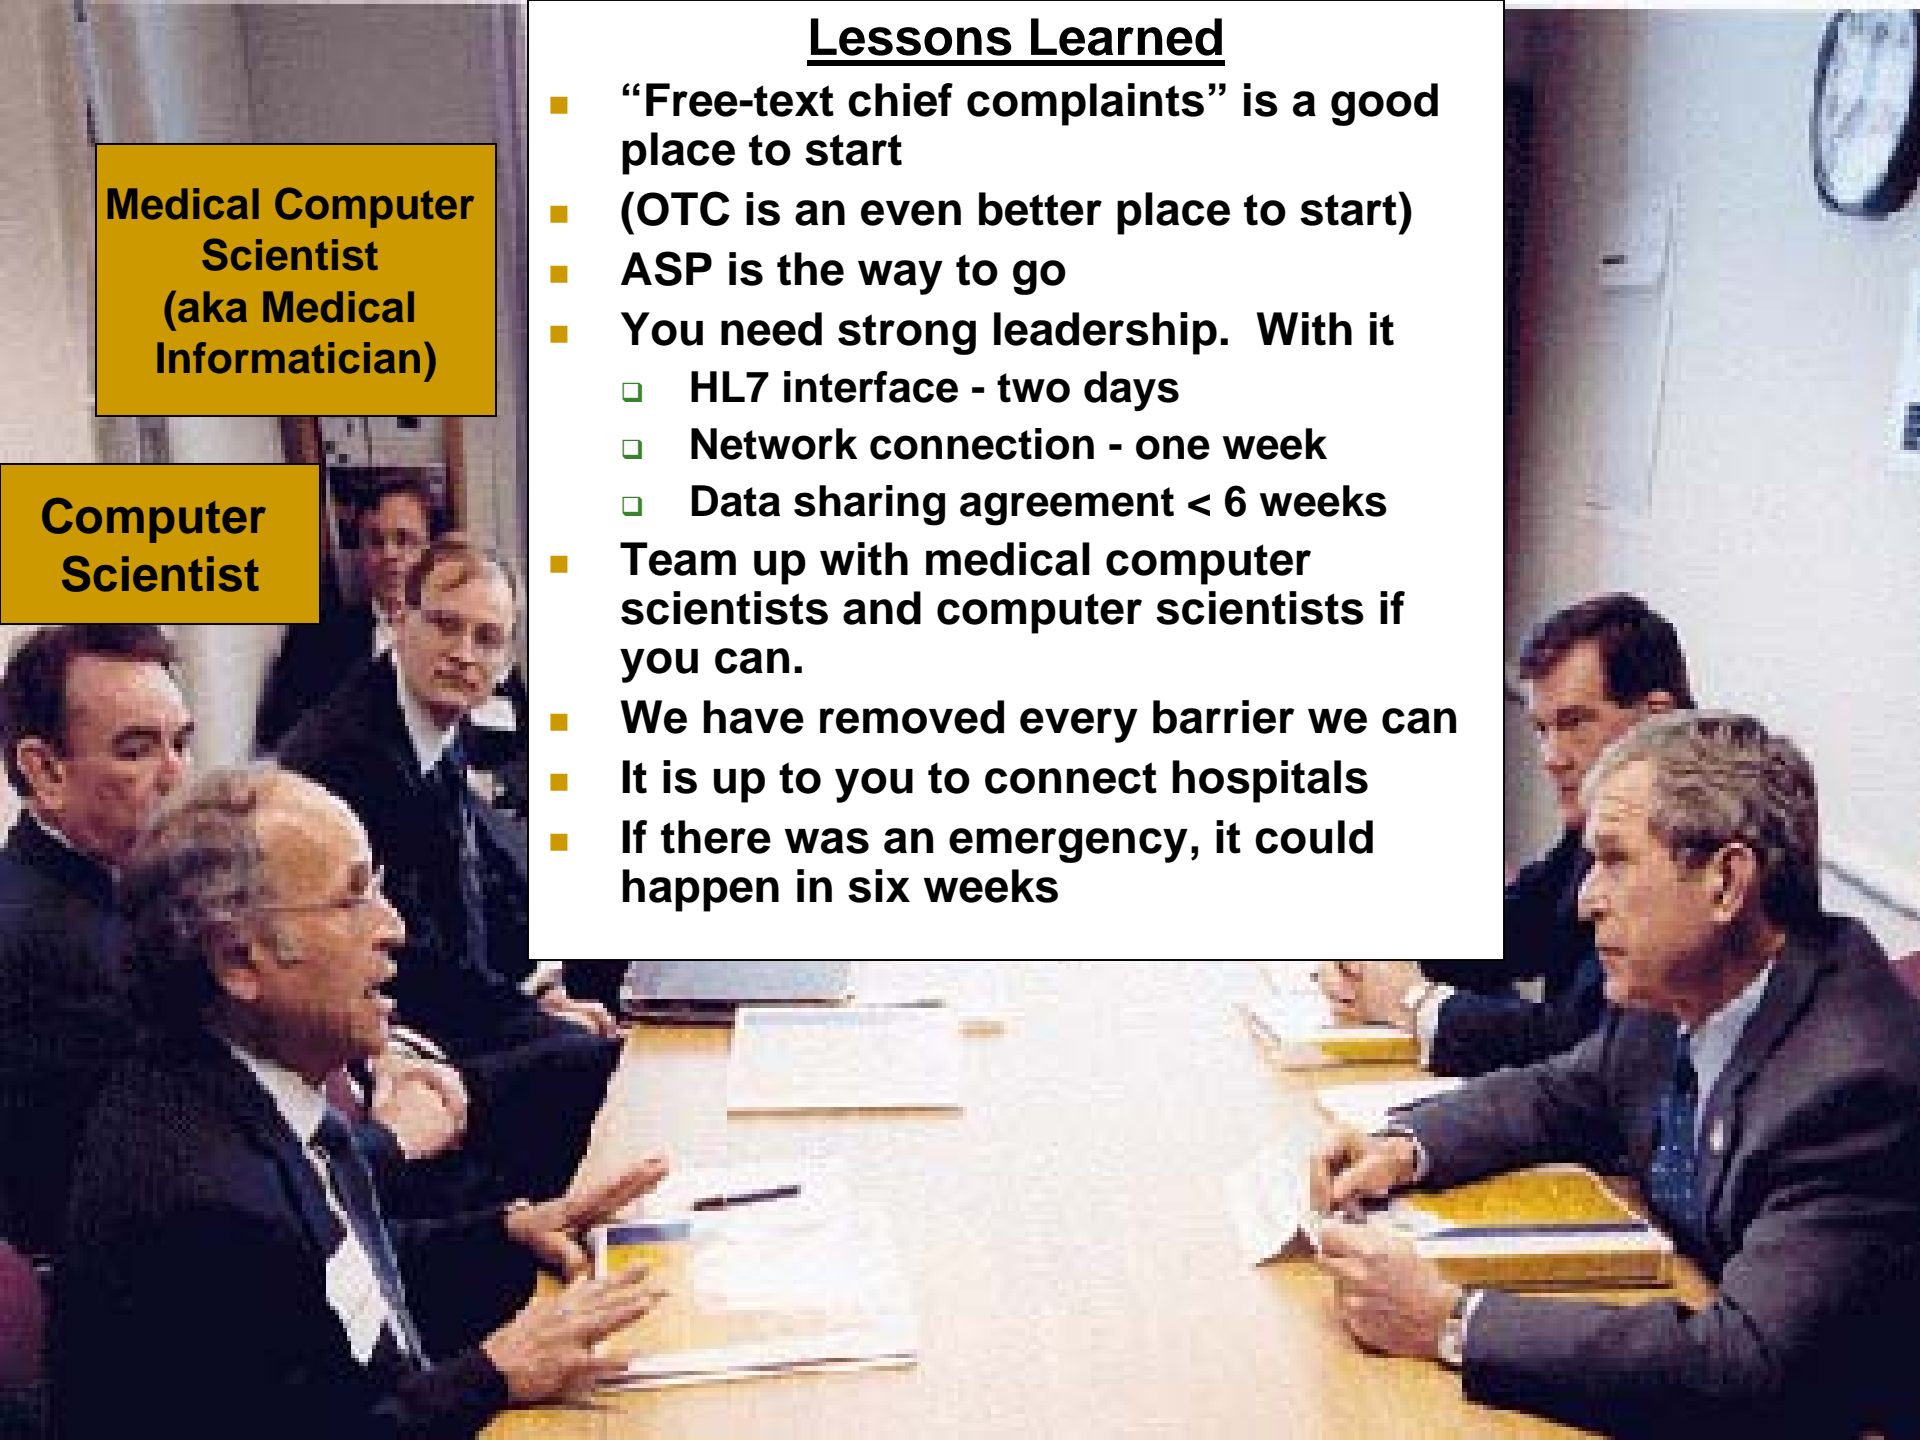 Lessons Learned
“Free-text chief complaints” is a good
place to start
(OTC is an even better place to start)
ASP is the way to go
You need strong leadership.  With it
HL7 interface - two days
Network connection - one week
Data sharing agreement < 6 weeks
Team up with medical computer
scientists and computer scientists if
you can.
We have removed every barrier we can
It is up to you to connect hospitals
If there was an emergency, it could
happen in six weeks
Medical Computer
Scientist
(aka Medical
Informatician)
Computer
Scientist